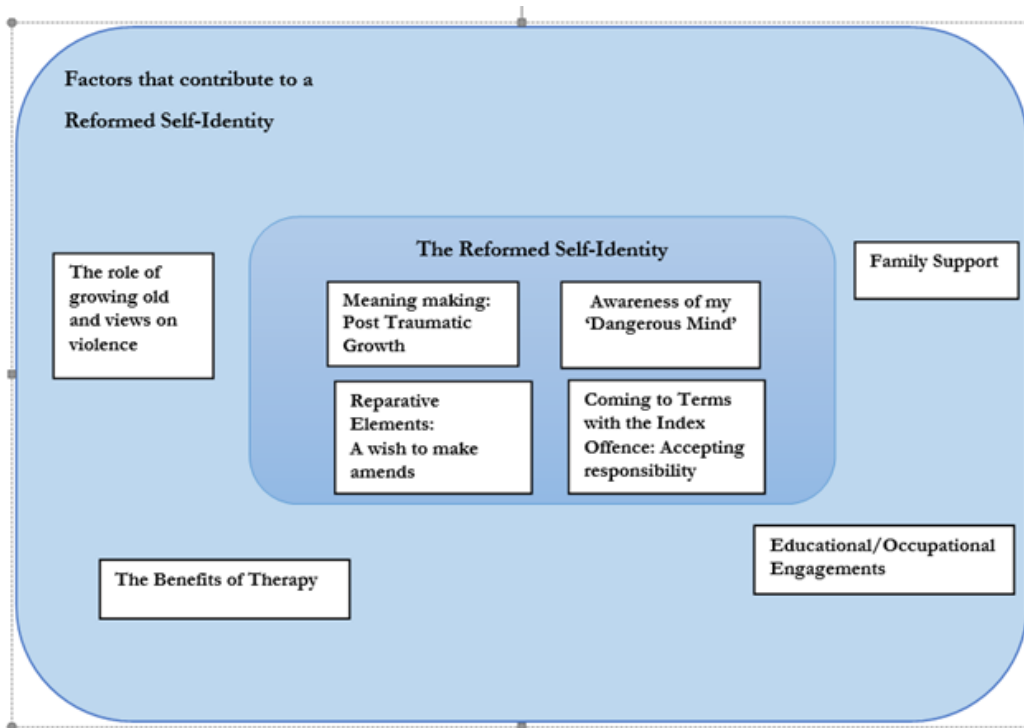 Factors that contribute to a
Reformed Self-Identity
The Reformed Self-Identity
The role of
growing old
and views on
violence
Meaning making:
Post Traumatic
Growth
Awareness of my
‘Dangerous Mind’
Family Support
Reparative
Elements:
A wish to make
amends
Coming to Terms
with the Index
Offence: Accepting
responsibility
The Benefits of Therapy
Educational/Occupational
Engagements